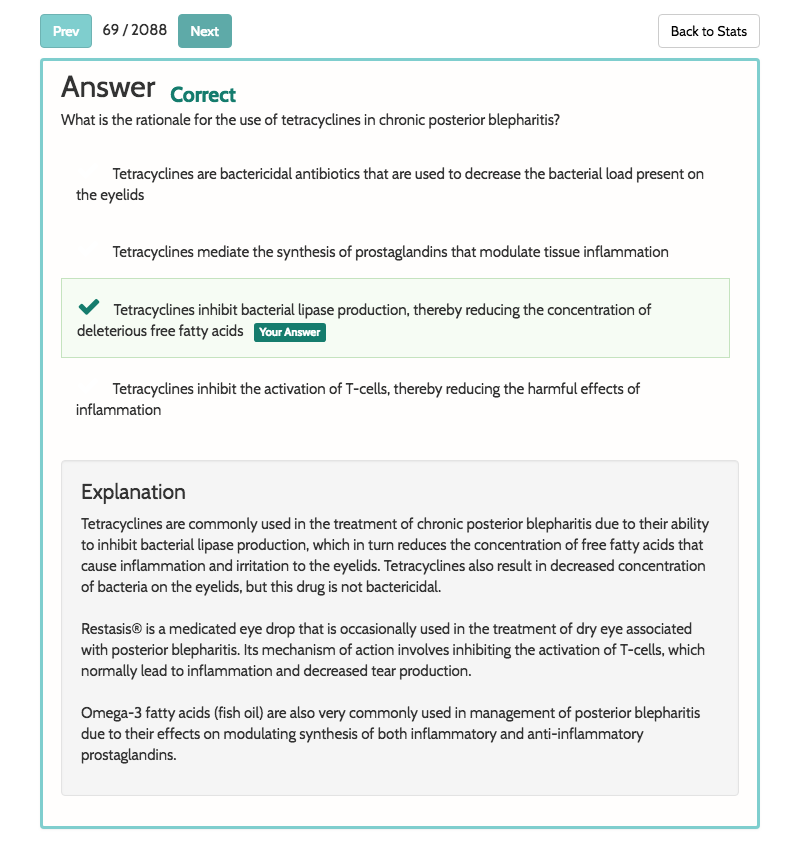 Prev 69 / 2088 Next Back to Stats
Answer Correct
What is the rationale for the use of tetracyclines in chronic posterior blepharitis?
Tetracyclines are bactericidal antibiotics that are used to decrease the bacterial load present on
the eyelids
Tetracyclines mediate the synthesis of prostaglandins that modulate tissue inflammation
Tetracyclines inhibit bacterial lipase production, thereby reducing the concentration of
deleterious free fatty acids Your Answer
Tetracyclines inhibit the activation of T-cells, thereby reducing the harmful effects of
inflammation
Explanation
Tetracyclines are commonly used in the treatment of chronic posterior blepharitis due to their ability
to inhibit bacterial lipase production, which in turn reduces the concentration of free fatty acids that
cause inflammation and irritation to the eyelids. Tetracyclines also result in decreased concentration
of bacteria on the eyelids, but this drug is not bactericidal.
Restasis® is a medicated eye drop that is occasionally used in the treatment of dry eye associated
with posterior blepharitis. Its mechanism of action involves inhibiting the activation of T-cells, which
normally lead to inflammation and decreased tear production.
Omega-3 fatty acids (fish oil) are also very commonly used in management of posterior blepharitis
due to their effects on modulating synthesis of both inflammatory and anti-inflammatory
prostaglandins.